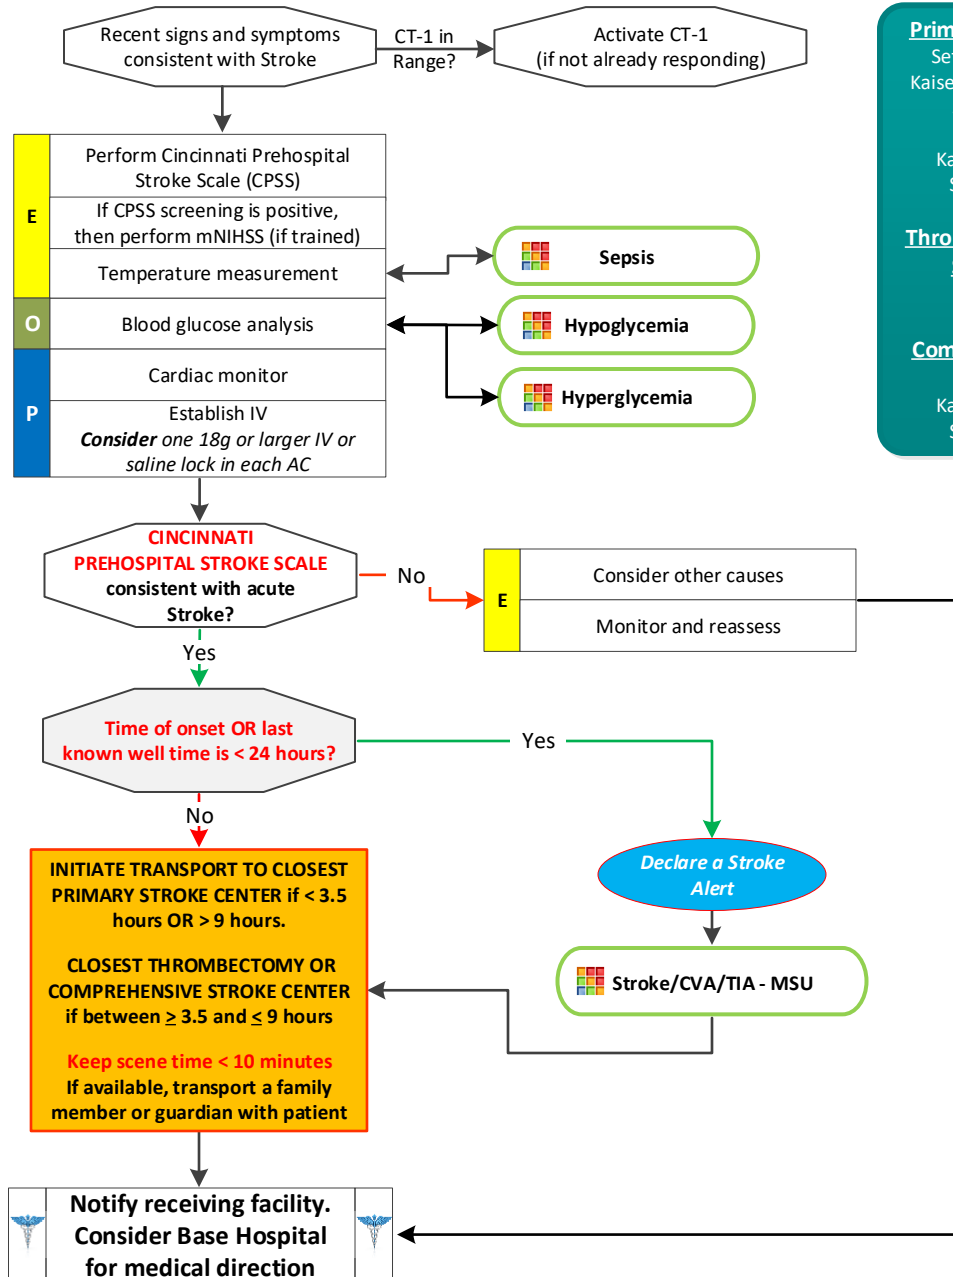 Recent signs and symptoms
consistent with Stroke
CT-1 in
Range?
Activate CT-1
(if not already responding)
E
Perform Cincinnati Prehospital
Stroke Scale (CPSS)
If CPSS screening is positive,
then perform mNIHSS (if trained)
Temperature measurement
Sepsis
O
Blood glucose analysis
Hypoglycemia
Hyperglycemia
P
Cardiac monitor
Establish IV
Consider one 18g or larger IV or
saline lock in each AC
CINCINNATI
PREHOSPITAL STROKE SCALE
consistent with acute
Stroke?
No
E
Consider other causes
Monitor and reassess
Yes
Time of onset OR last
known well time is < 24 hours?
Yes
No
Declare a Stroke
Alert
Stroke/CVA/TIA - MSU
INITIATE TRANSPORT TO CLOSEST
PRIMARY STROKE CENTER if < 3.5
hours OR > 9 hours.
CLOSEST THROMBECTOMY OR
COMPREHENSIVE STROKE CENTER
if between ≥ 3.5 and ≤ 9 hours
Keep scene time < 10 minutes
If available, transport a family
member or guardian with patient
Notify receiving facility.
Consider Base Hospital
for medical direction